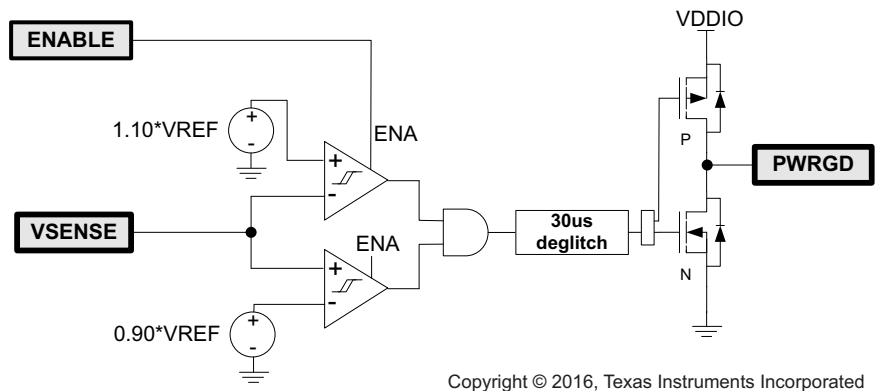 VDDIO
ENABLE
1.10*VREF
+
-
ENA
+
-
P
PWRGD
VSENSE
30us
deglitch
ENA
+
-
N
0.90*VREF
+
-
Copyright © 2016, Texas Instruments Incorporated